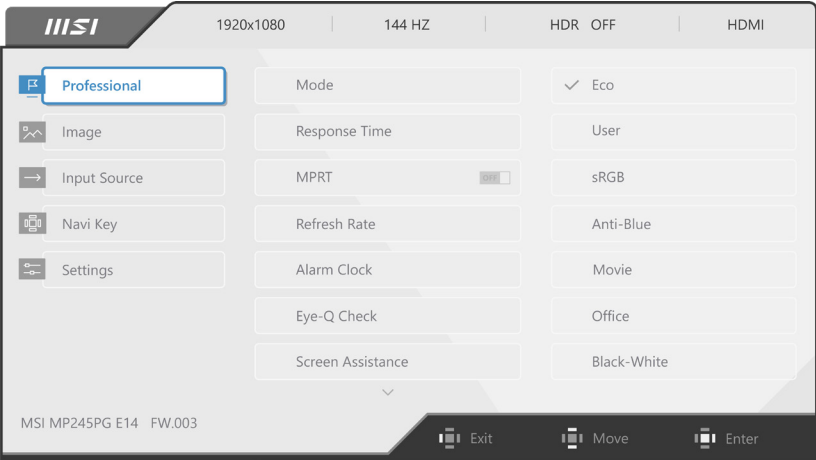 msi
1920x1080 144 HZ HDR OFF HDMI
Professional Mode Eco
Image Response Time User
Input Source MPRT OFF sRGB
Navi Key Refresh Rate Anti-Blue
Settings Alarm Clock Movie
Eye-Q Check Office
Screen Assistance Black-White
MSI MP245PG E14 FW.003
Exit Move Enter